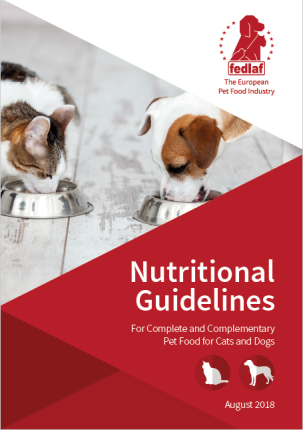 fedlaf
The European
Pet Food Industry
Nutritional
Guidelines
For Complete and Complementary
Pet Food for Cats and Dogs
August 2018